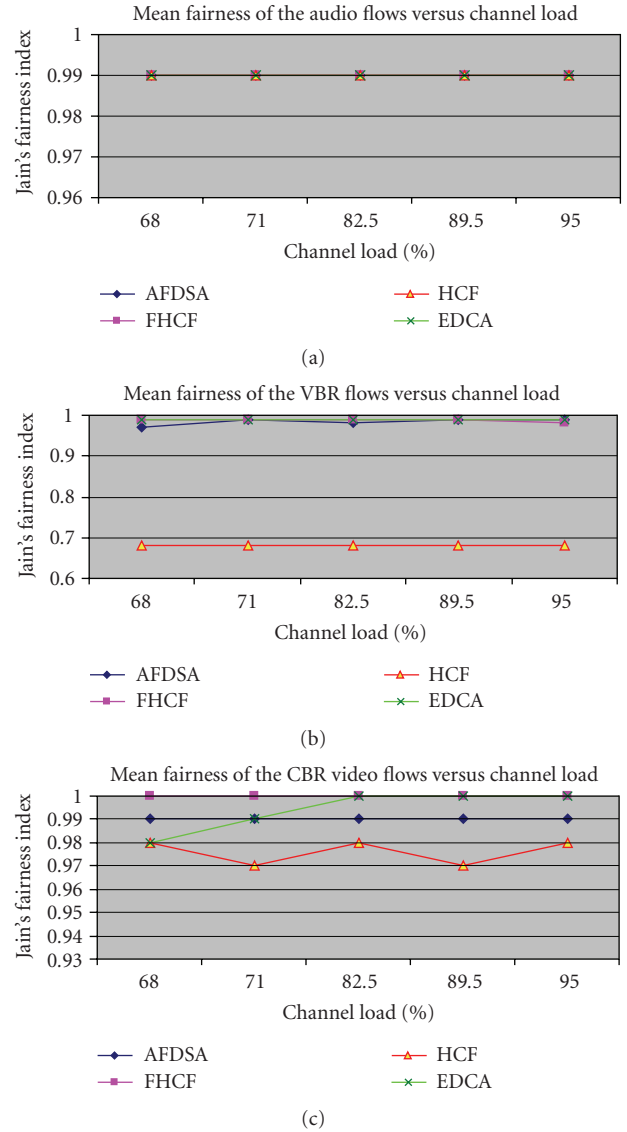 Mean fairness of the audio flows versus channel load
Jain's fairness index
1
0.99
0.98
0.97
0.96
68 71 82.5 89.5 95
Channel load (%)
AFDSA HCF
FHCF EDCA
(a)
Mean fairness of the VBR flows versus channel load
Jain's fairness index
1
0.9
0.8
0.7
0.6
68 71 82.5 89.5 95
Channel load (%)
AFDSA HCF
FHCF EDCA
(b)
Mean fairness of the CBR video flows versus channel load
Jain's fairness index
1
0.99
0.98
0.97
0.96
0.95
0.94
0.93
68 71 82.5 89.5 95
Channel load (%)
AFDSA HCF
FHCF EDCA
(c)